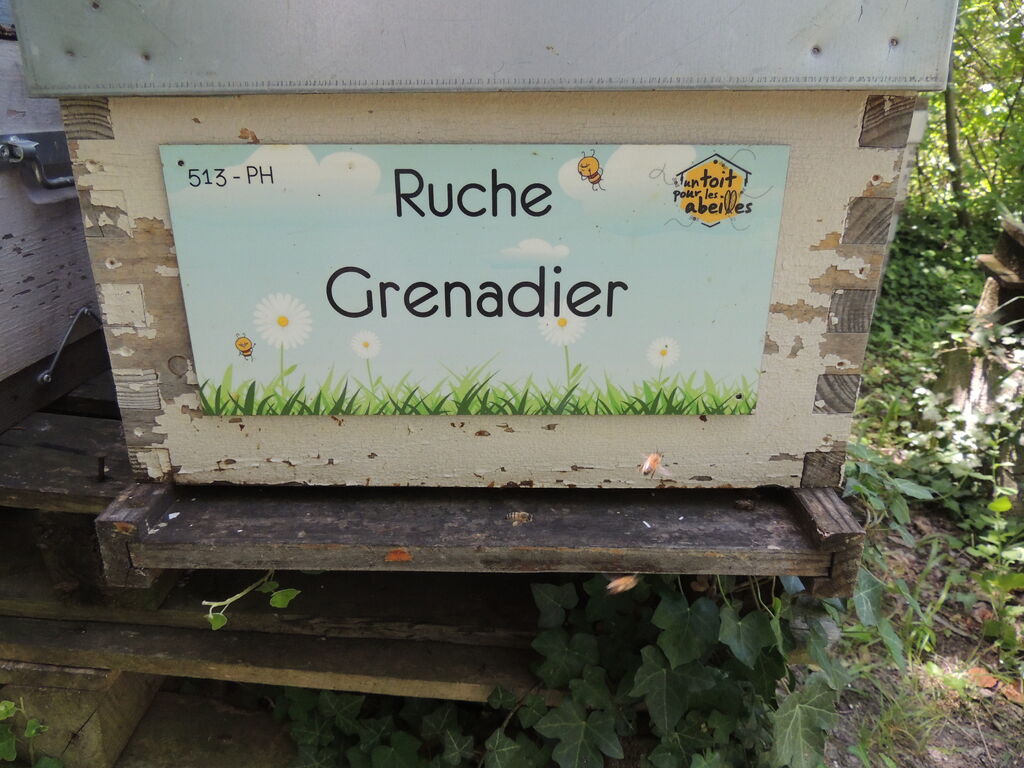 513-PH
Ruche
Grenadier
un toit
pour les
abeilles